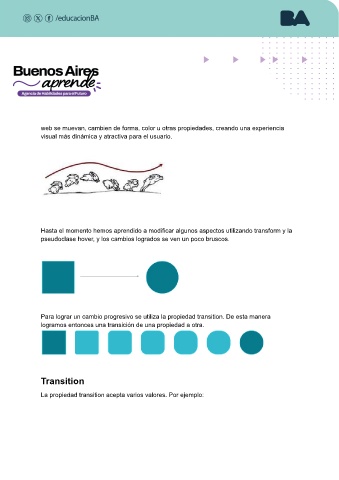 /educacionBA
BA
Buenos Aires
aprende
Agencia de Habilidades para el Futuro
web se muevan, cambien de forma, color u otras propiedades, creando una experiencia
visual más dinámica y atractiva para el usuario.
Hasta el momento hemos aprendido a modificar algunos aspectos utilizando transform y la
pseudoclase hover, y los cambios logrados se ven un poco bruscos.
Para lograr un cambio progresivo se utiliza la propiedad transition. De esta manera
logramos entonces una transición de una propiedad a otra.
Transition
La propiedad transition acepta varios valores. Por ejemplo: